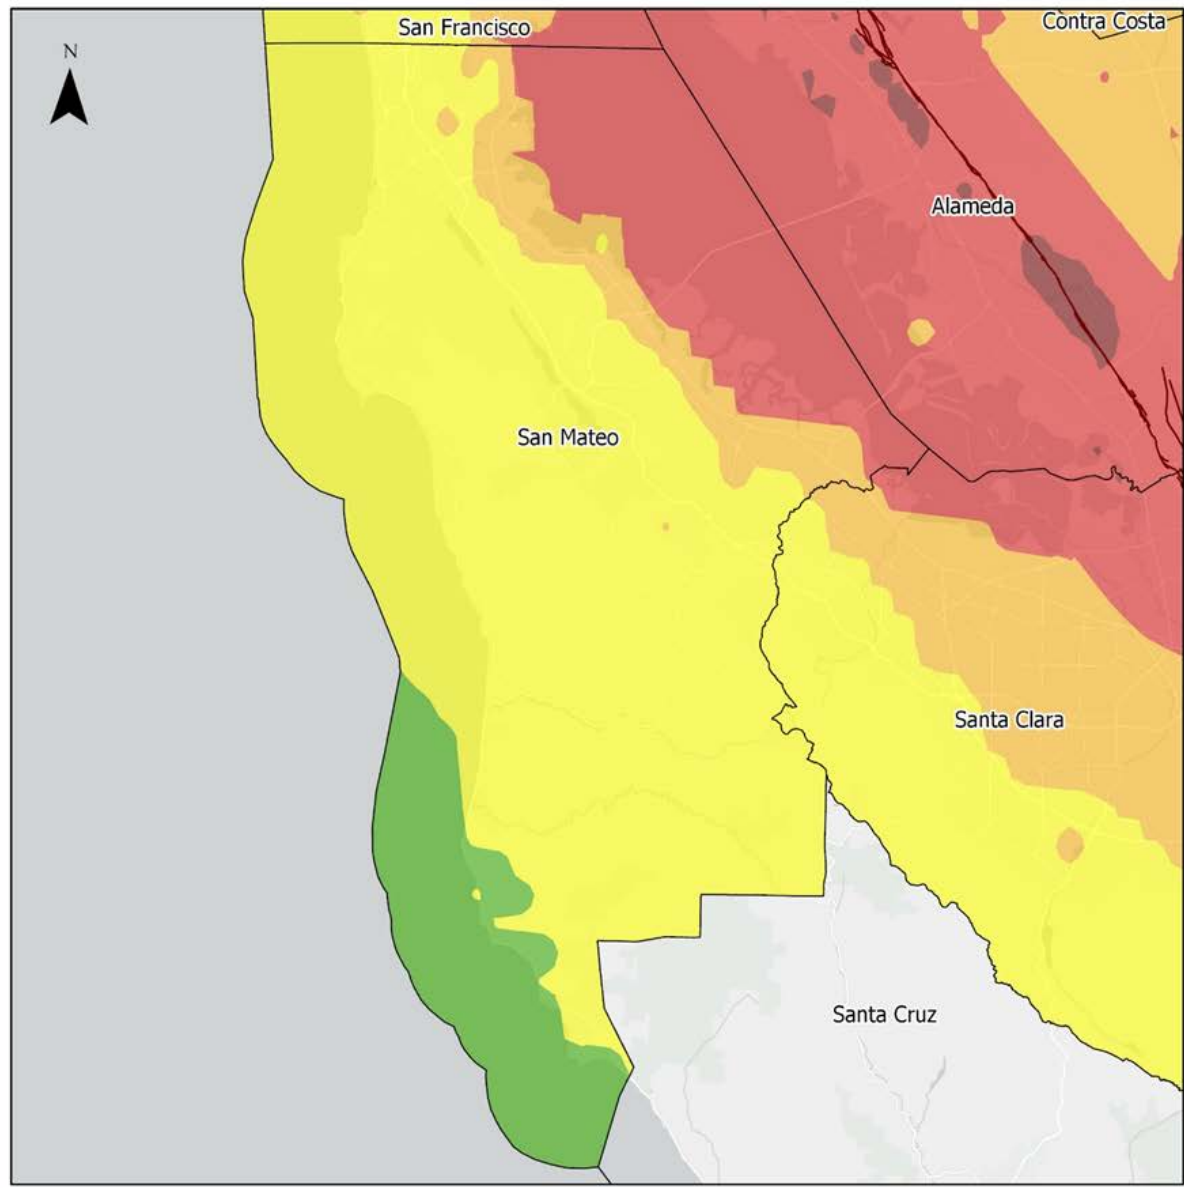 San Francisco
Contra Costa
N
Alameda
San Mateo
Santa Clara
Santa Cruz